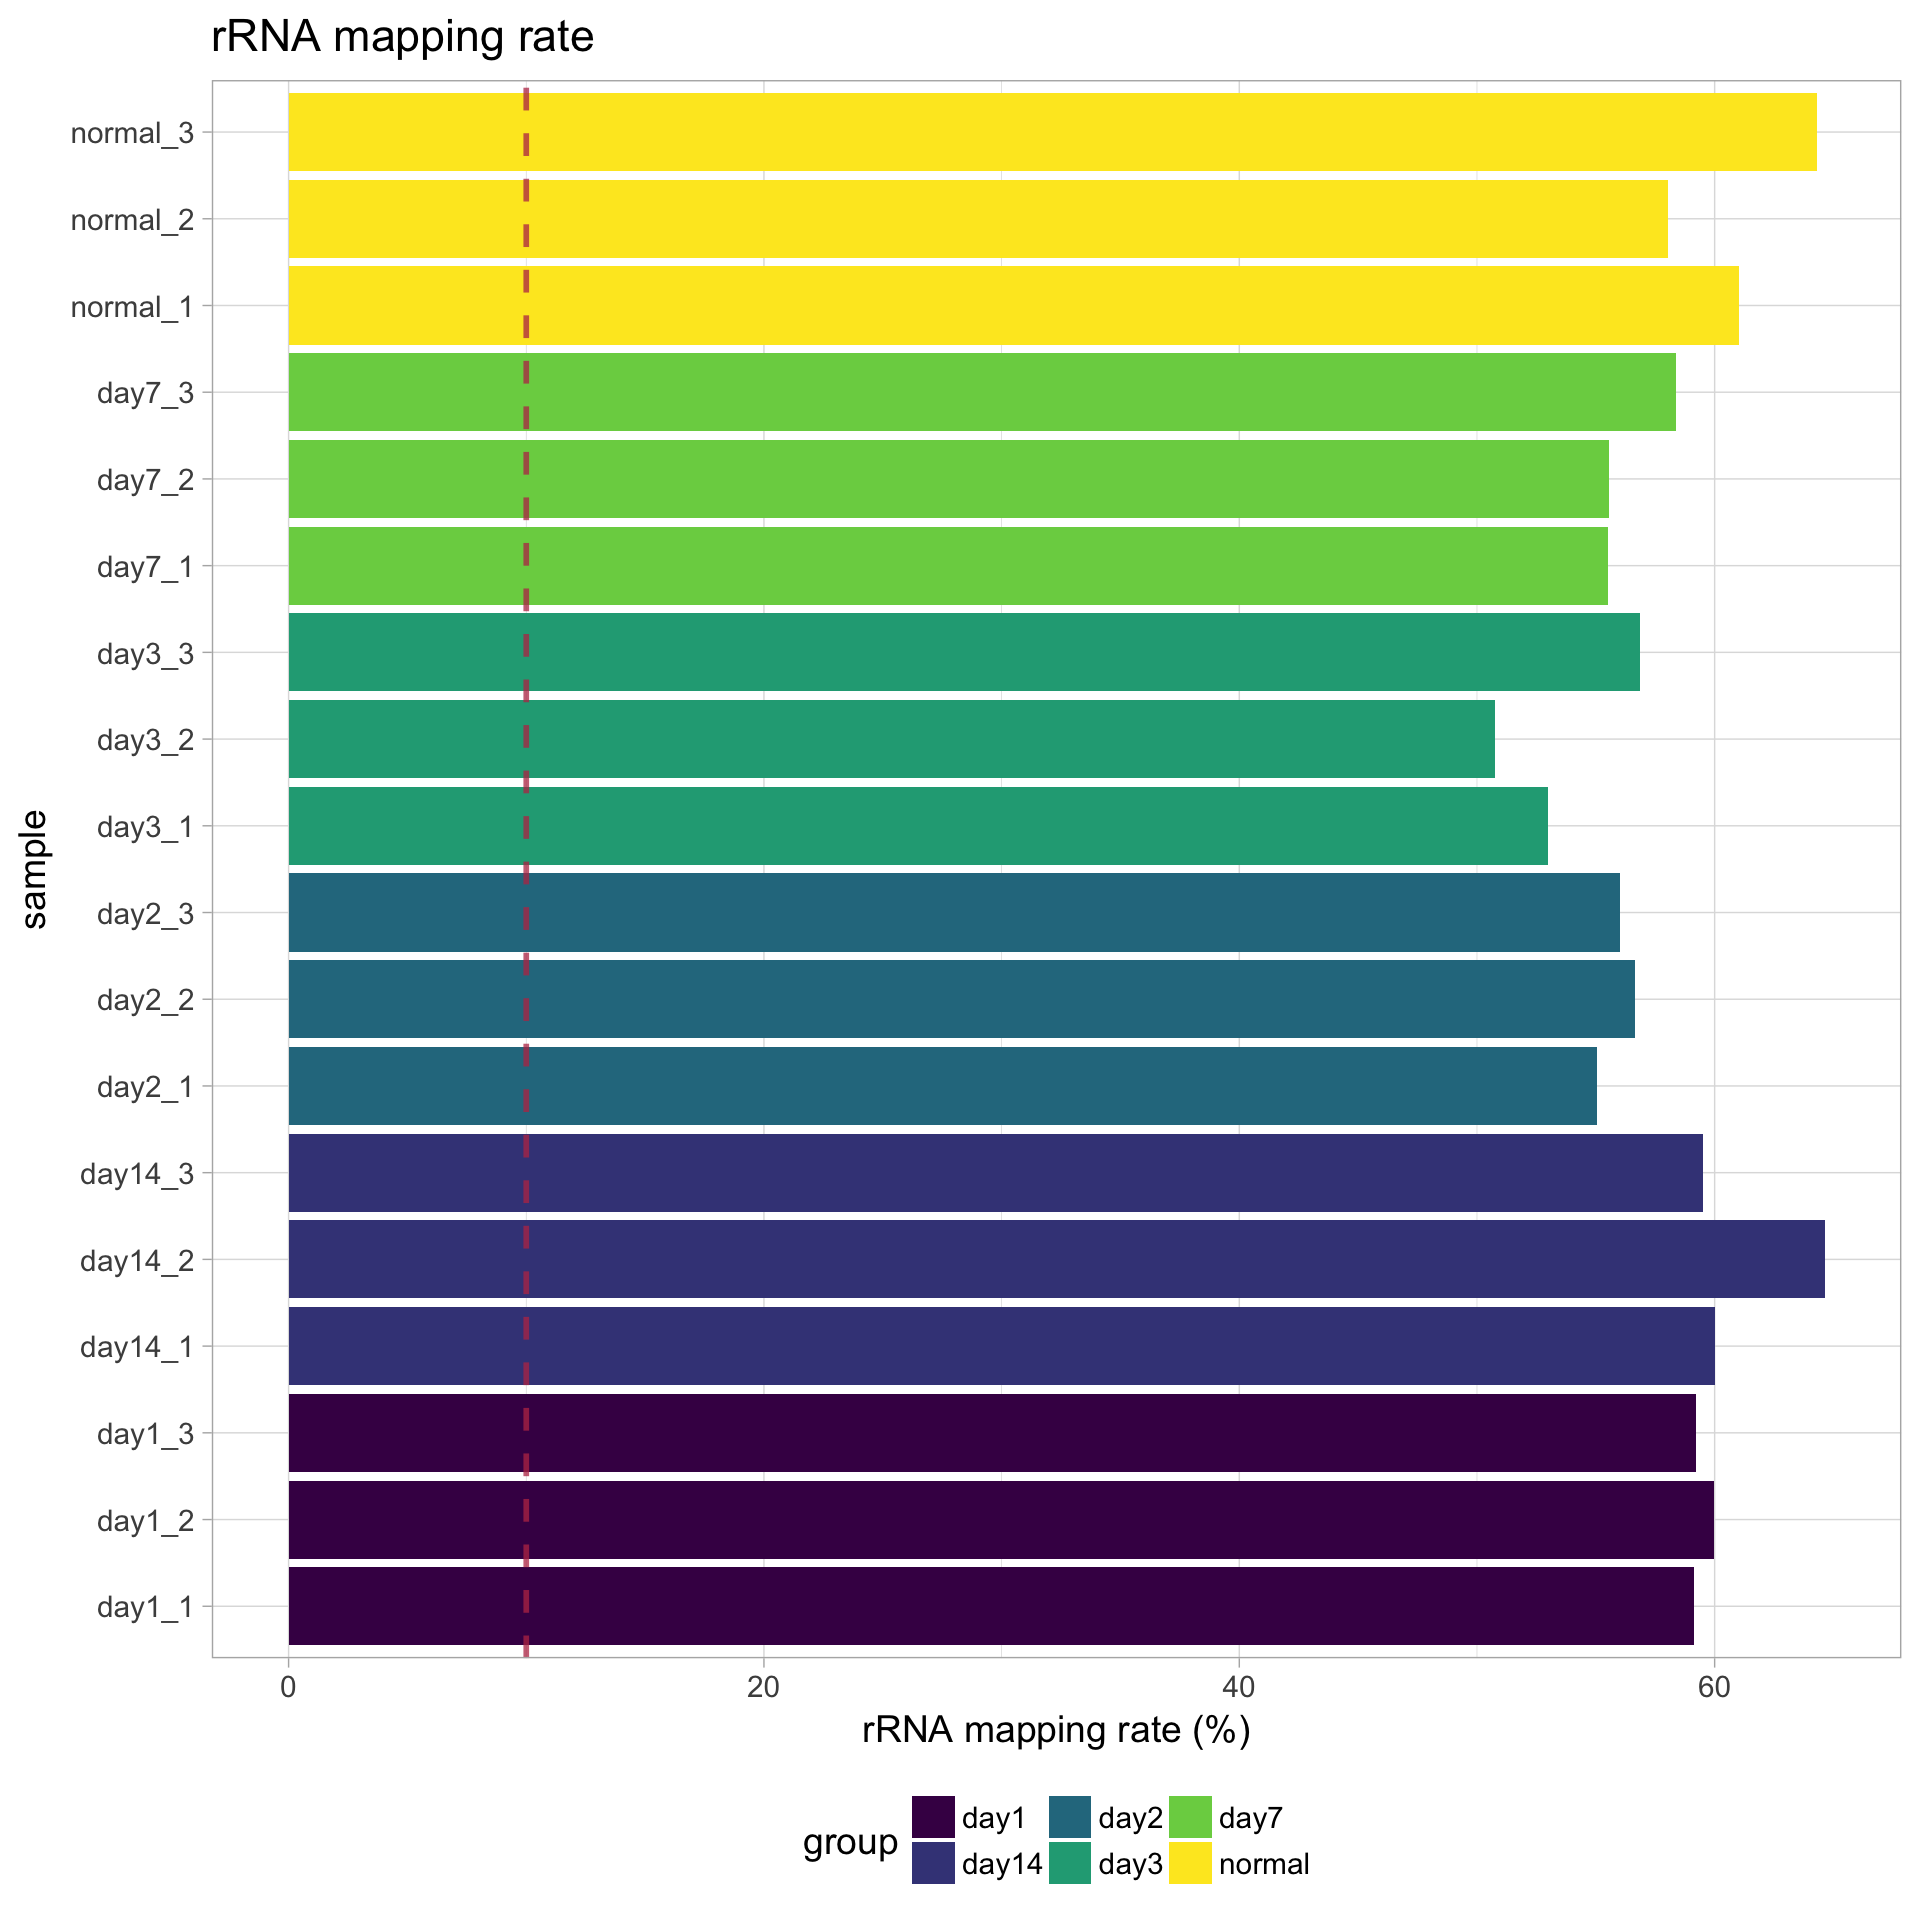 rRNA mapping rate
normal_3
normal_2
normal_1
day7_3
day7_2
day7_1
day3_3
day3_2
day3_1
day2_3
day2_2
day2_1
day14_3
day14_2
day14_1
day1_3
day1_2
day1_1
sample
0 20 40 60
rRNA mapping rate (%)
group
day1 day2 day7
day14 day3 normal